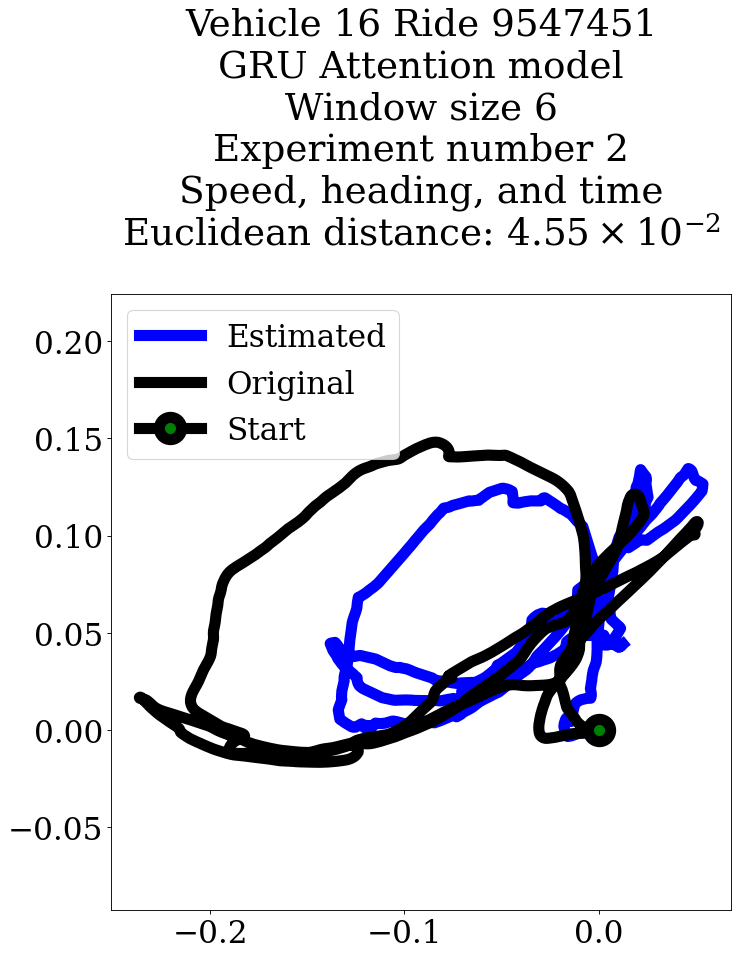 Vehicle 16 Ride 9547451
GRU Attention model
Window size 6
Experiment number 2
Speed, heading, and time
Euclidean distance: 4.55 × 10⁻²
Estimated
Original
Start
0.20
0.15
0.10
0.05
0.00
−0.05
−0.2
−0.1
0.0